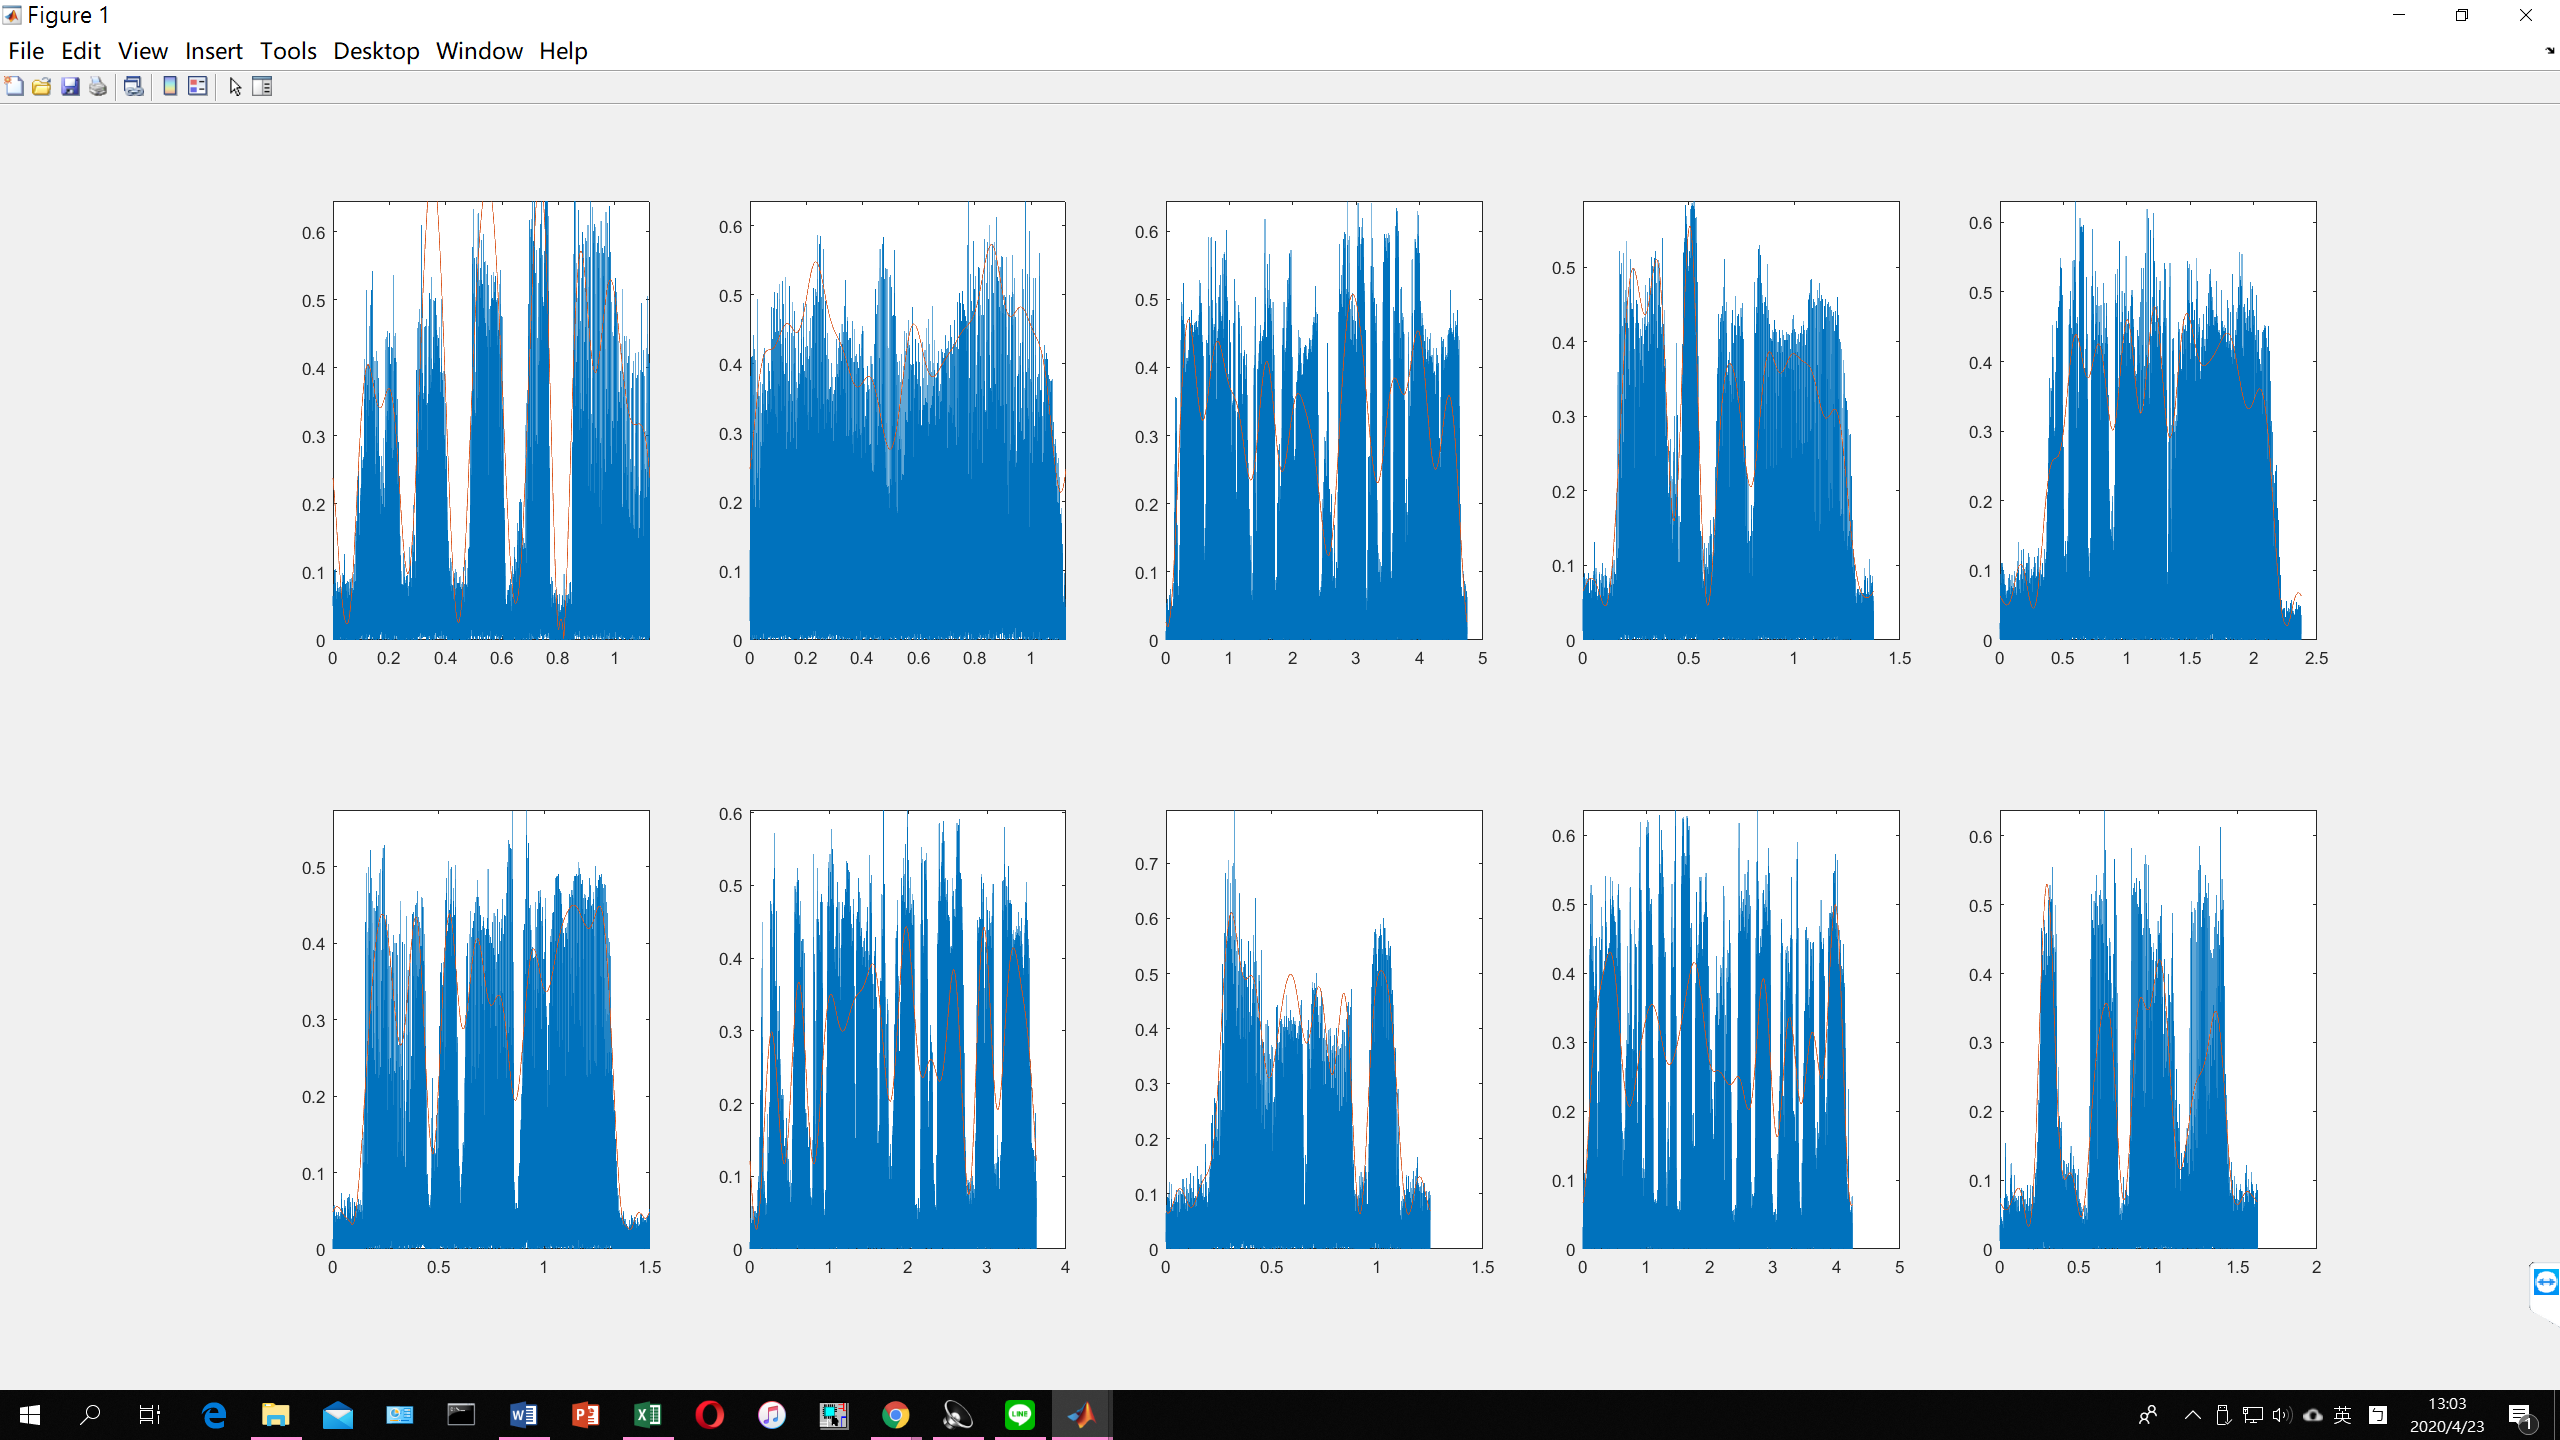 Figure 1
File Edit View Insert Tools Desktop Window Help
0.6 0.6 0.6 0.5 0.6
0.5 0.5 0.5 0.4 0.5
0.4 0.4 0.4 0.3 0.4
0.3 0.3 0.3 0.2 0.3
0.2 0.2 0.2 0.1 0.2
0.1 0.1 0.1 0 0.1
0 0 0 0
0 0.2 0.4 0.6 0.8 1 0 0.2 0.4 0.6 0.8 1 0 1 2 3 4 5 0 0.5 1 1.5 0 0.5 1 1.5 2 2.5
0.5 0.6 0.7 0.6 0.6
0.4 0.5 0.6 0.5 0.5
0.3 0.4 0.5 0.4 0.4
0.2 0.3 0.4 0.3 0.3
0.1 0.2 0.3 0.2 0.2
0 0.1 0.2 0.1 0.1
0 0.1 0 0
0
0 0.5 1 1.5 0 1 2 3 4 0 0.5 1 1.5 0 1 2 3 4 5 0 0.5 1 1.5 2
LINE
英 ㄅ
13:03
2020/4/23
1